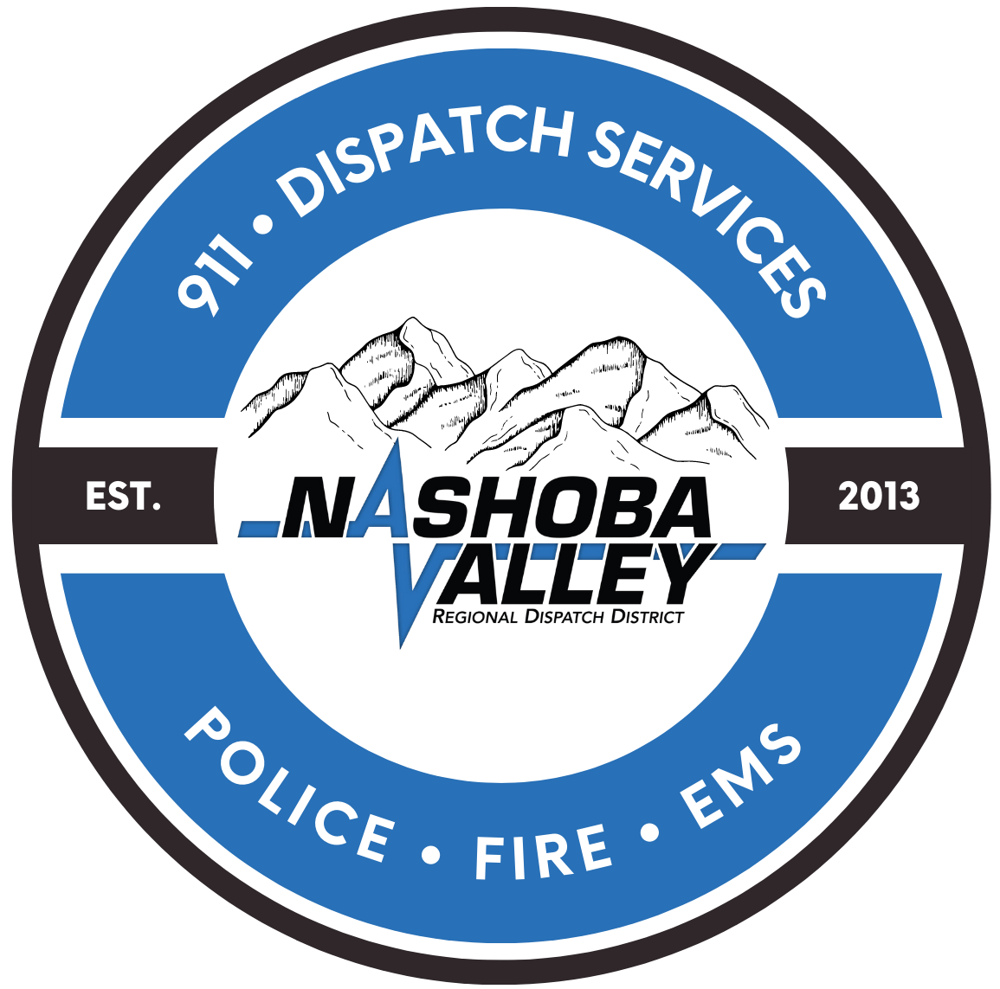 911 • DISPATCH SERVICES
EST.
2013
NASHOBA
VALLEY
REGIONAL DISPATCH DISTRICT
POLICE • FIRE • EMS